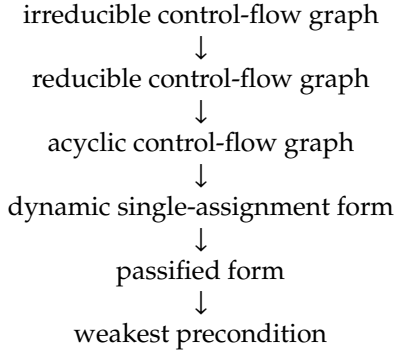 irreducible control-flow graph
↓
reducible control-flow graph
↓
acyclic control-flow graph
↓
dynamic single-assignment form
↓
passified form
↓
weakest precondition